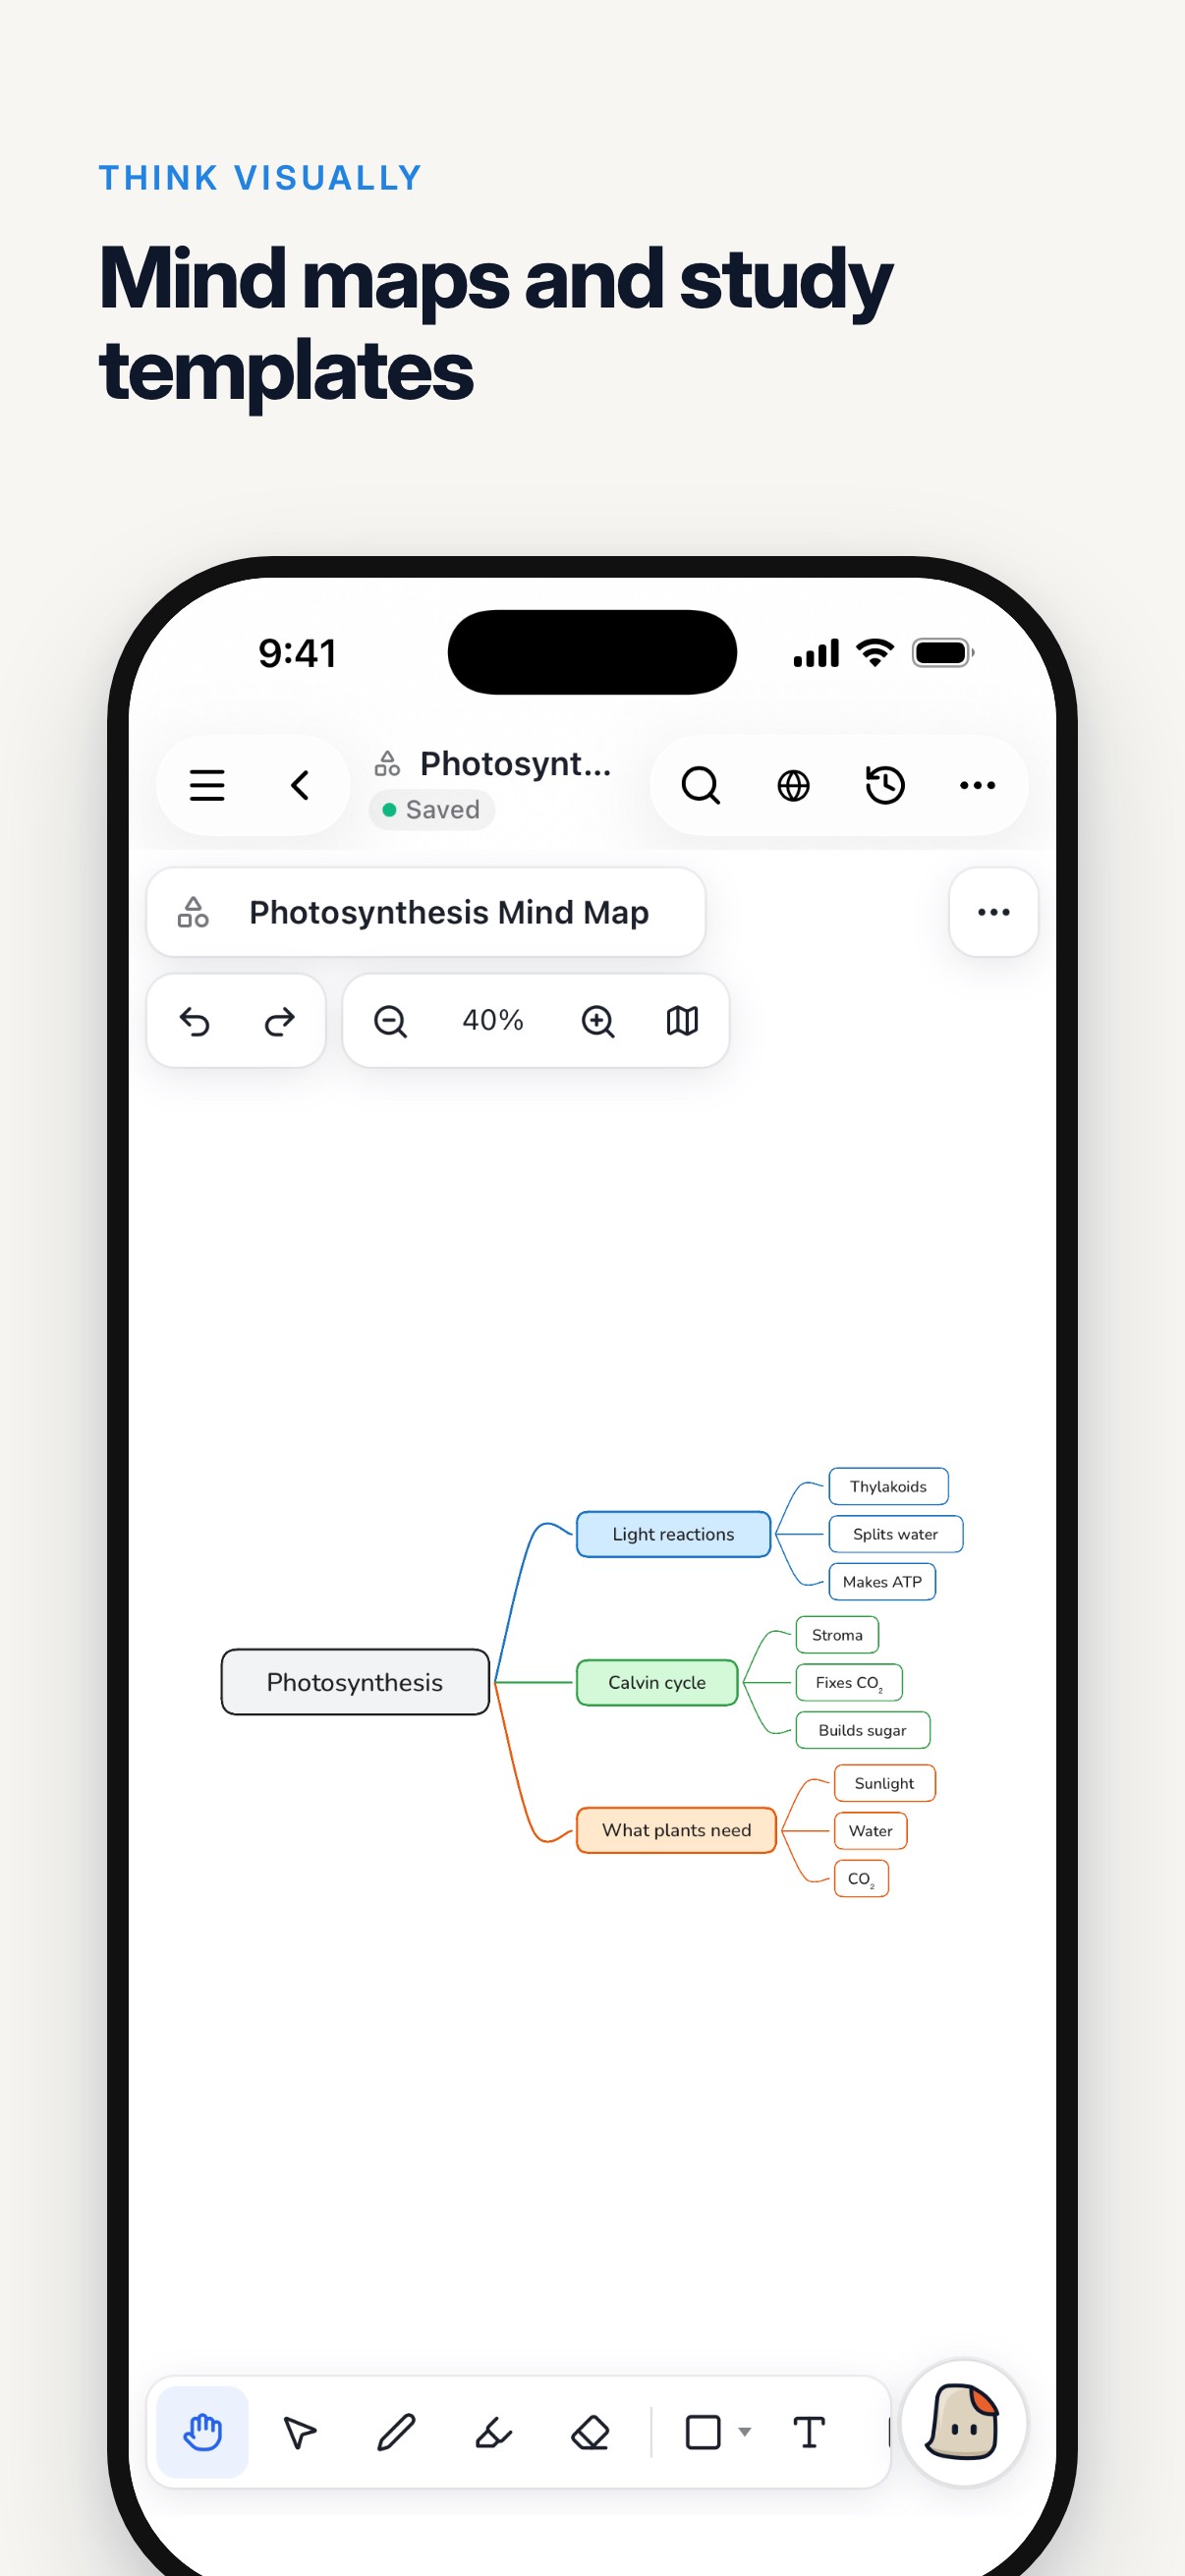 THINK VISUALLY
Mind maps and study
templates
9:41
Photosynt...
Saved
Photosynthesis Mind Map
40%
Thylakoids
Light reactions
Splits water
Makes ATP
Stroma
Photosynthesis
Calvin cycle
Fixes CO₂
Builds sugar
Sunlight
What plants need
Water
CO₂